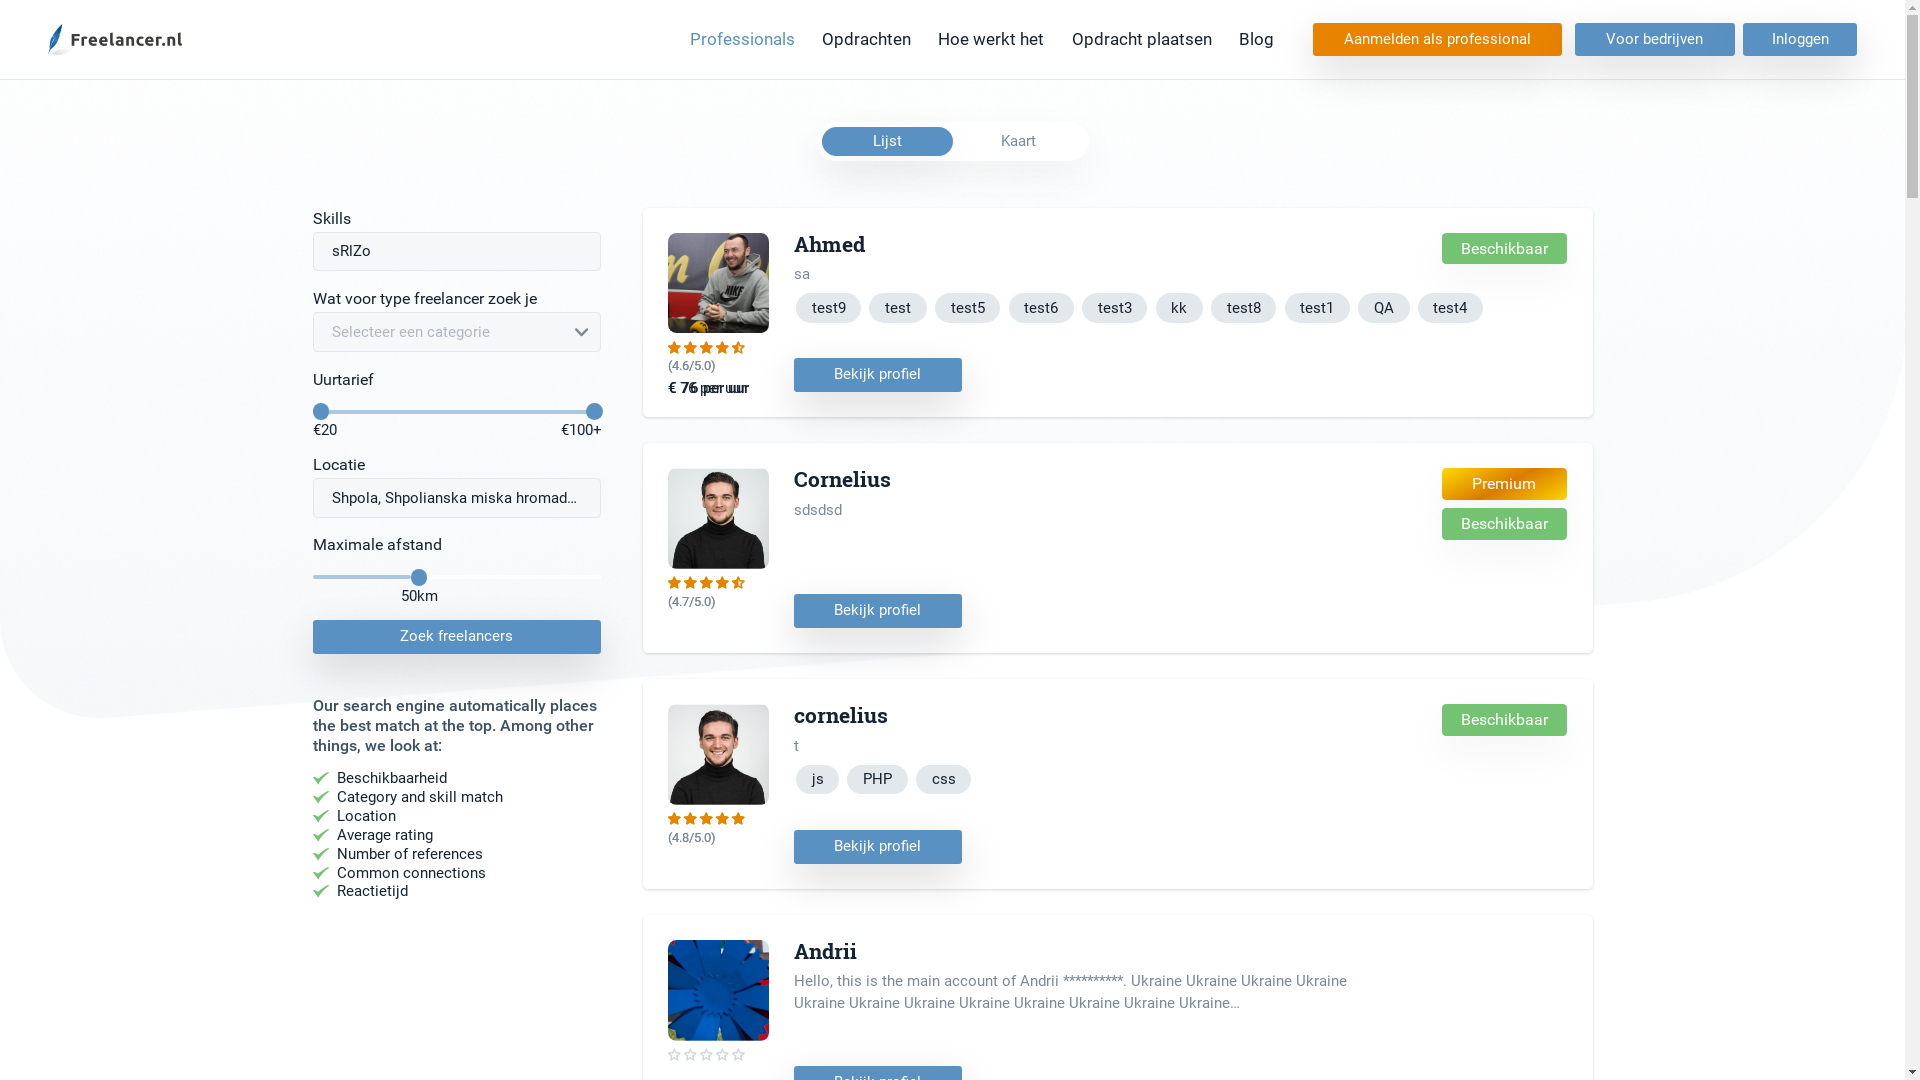 Freelancer.nl
Professionals Opdrachten Hoe werkt het Opdracht plaatsen Blog Aanmelden als professional Voor bedrijven Inloggen
Lijst Kaart
Skills
sRlZo
Wat voor type freelancer zoek je
Selecteer een categorie
Uurtarief
€20 €100+
Locatie
Shpola, Shpolianska miska hromad...
Maximale afstand
50km
Zoek freelancers
Our search engine automatically places
the best match at the top. Among other
things, we look at:
Beschikbaarheid
Category and skill match
Location
Average rating
Number of references
Common connections
Reactietijd
Ahmed
Beschikbaar
sa
test9 test test5 test6 test3 kk test8 test1 QA test4
(4.6/5.0)
€ 76 per uur
Bekijk profiel
Cornelius
Premium
sdsdsd
Beschikbaar
(4.7/5.0)
Bekijk profiel
cornelius
Beschikbaar
t
js PHP css
(4.8/5.0)
Bekijk profiel
Andrii
Hello, this is the main account of Andrii **********. Ukraine Ukraine Ukraine Ukraine
Ukraine Ukraine Ukraine Ukraine Ukraine Ukraine Ukraine Ukraine...
Bekijk profiel